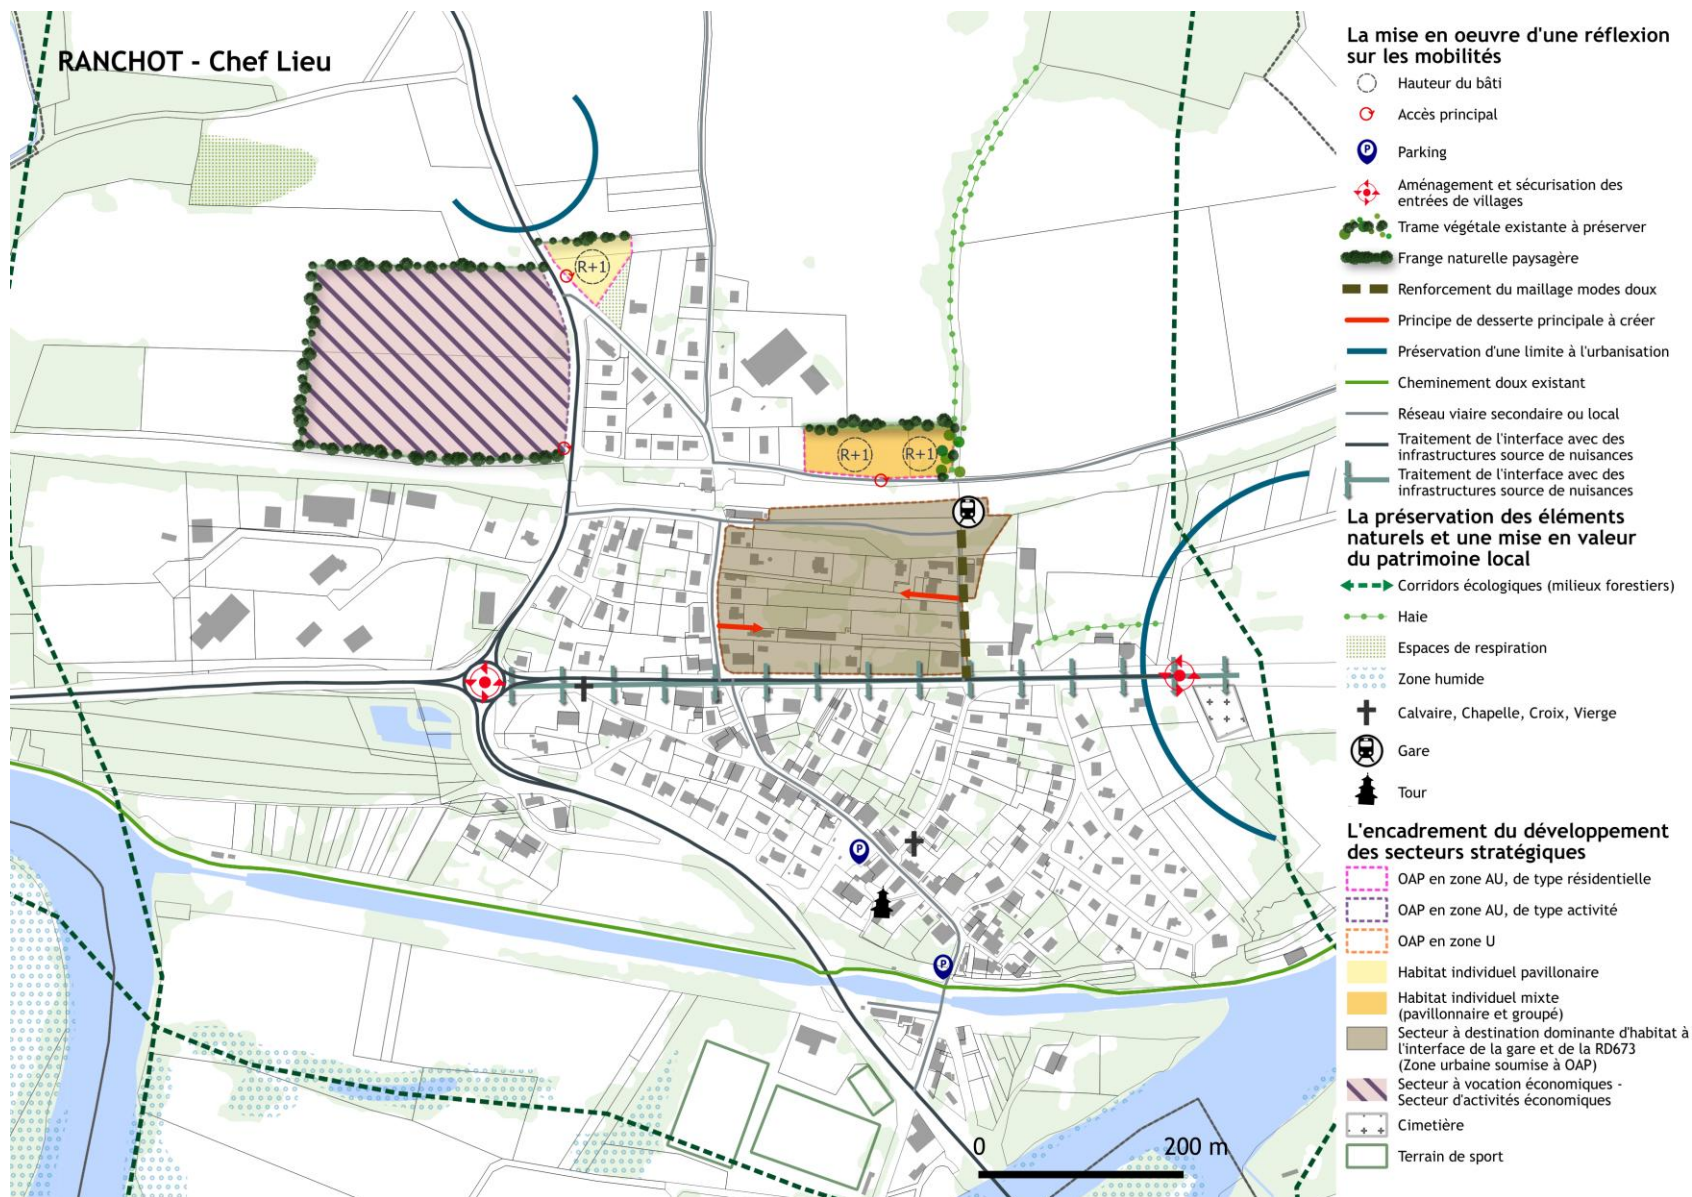 RANCHOT - Chef Lieu
R+1
R+1
R+1
P
P
0
200 m
La mise en oeuvre d'une réflexion
sur les mobilités
Hauteur du bâti
Accès principal
P
Parking
Aménagement et sécurisation des
entrées de villages
Trame végétale existante à préserver
Frange naturelle paysagère
Renforcement du maillage modes doux
Principe de desserte principale à créer
Préservation d'une limite à l'urbanisation
Cheminement doux existant
Réseau viaire secondaire ou local
Traitement de l'interface avec des
infrastructures source de nuisances
Traitement de l'interface avec des
infrastructures source de nuisances
La préservation des éléments
naturels et une mise en valeur
du patrimoine local
Corridors écologiques (milieux forestiers)
Haie
Espaces de respiration
Zone humide
Calvaire, Chapelle, Croix, Vierge
Gare
Tour
L'encadrement du développement
des secteurs stratégiques
OAP en zone AU, de type résidentielle
OAP en zone AU, de type activité
OAP en zone U
Habitat individuel pavillonaire
Habitat individuel mixte
(pavillonnaire et groupé)
Secteur à destination dominante d'habitat à
l'interface de la gare et de la RD673
(Zone urbaine soumise à OAP)
Secteur à vocation économiques -
Secteur d'activités économiques
Cimetière
Terrain de sport